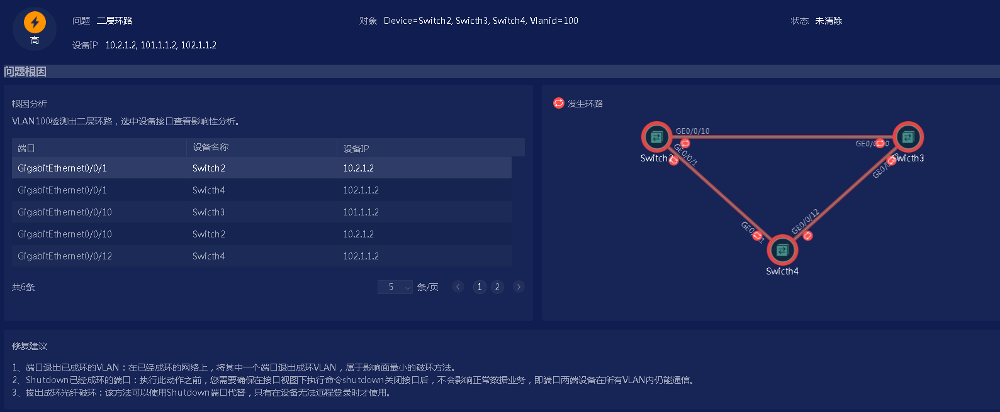 问题 二层环路
对象 Device=Switch2, Swicth3, Switch4, Vlanid=100
状态 未清除
高
设备IP 10.2.1.2, 101.1.1.2, 102.1.1.2
问题根因
根因分析
VLAN100检测出二层环路，选中设备接口查看影响性分析。
端口 设备名称 设备IP
GigabitEthernet0/0/1 Switch2 10.2.1.2
GigabitEthernet0/0/1 Swicth4 102.1.1.2
GigabitEthernet0/0/10 Swicth3 101.1.1.2
GigabitEthernet0/0/10 Switch2 10.2.1.2
GigabitEthernet0/0/12 Swicth4 102.1.1.2
共6条
5 条/页 1 2
发生环路
GE0/0/10
Switch2
GE0/0/1
Swicth3
GE0/0/12
Swicth4
修复建议
1、端口退出已成环的VLAN：在已经成环的网络上，将其中一个端口退出成环VLAN，属于影响面最小的破环方法。
2、Shutdown已经成环的端口：执行此动作之前，您需要确保在接口视图下执行命令shutdown关闭接口后，不会影响正常数据业务，即端口两端设备在所有VLAN内仍能通信。
3、拔出成环光纤破环：该方法可以使用Shutdown端口代替，只有在设备无法远程登录时才使用。